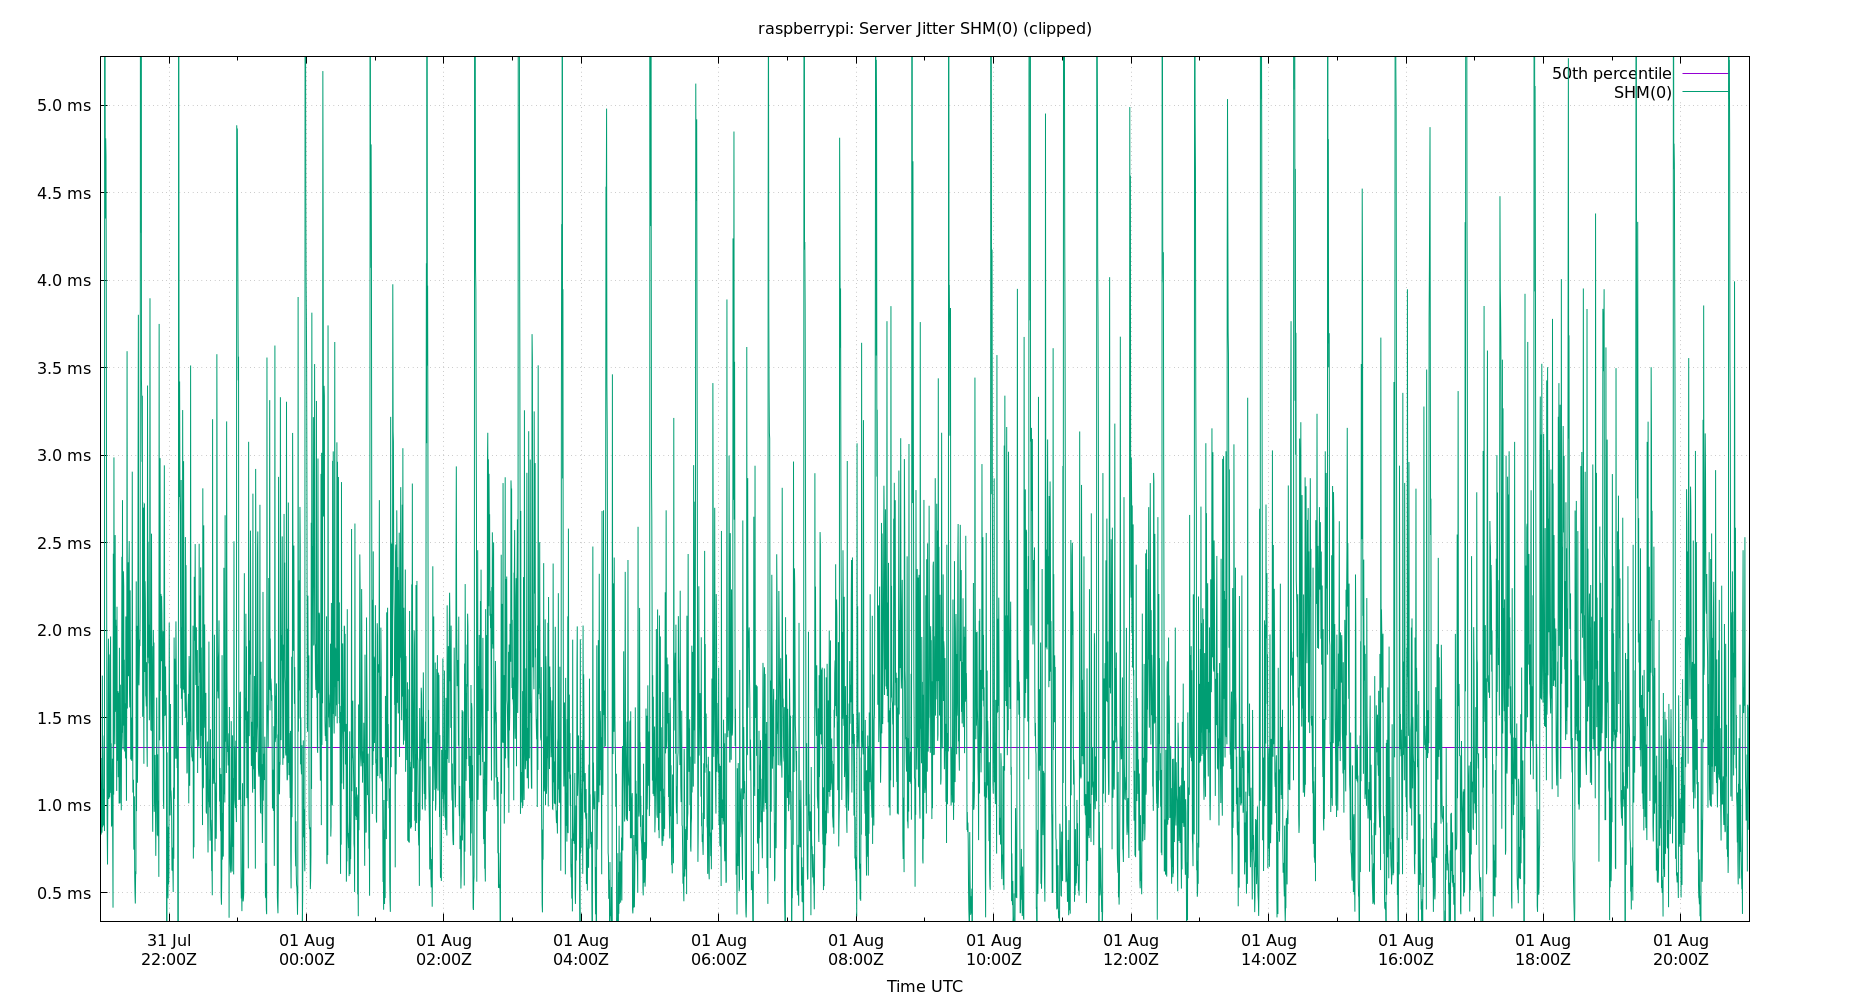 raspberrypi: Server Jitter SHM(0) (clipped)
50th percentile
SHM(0)
5.0 ms
4.5 ms
4.0 ms
3.5 ms
3.0 ms
2.5 ms
2.0 ms
1.5 ms
1.0 ms
0.5 ms
31 Jul 01 Aug 01 Aug 01 Aug 01 Aug 01 Aug 01 Aug 01 Aug 01 Aug 01 Aug 01 Aug 01 Aug
22:00Z 00:00Z 02:00Z 04:00Z 06:00Z 08:00Z 10:00Z 12:00Z 14:00Z 16:00Z 18:00Z 20:00Z
Time UTC